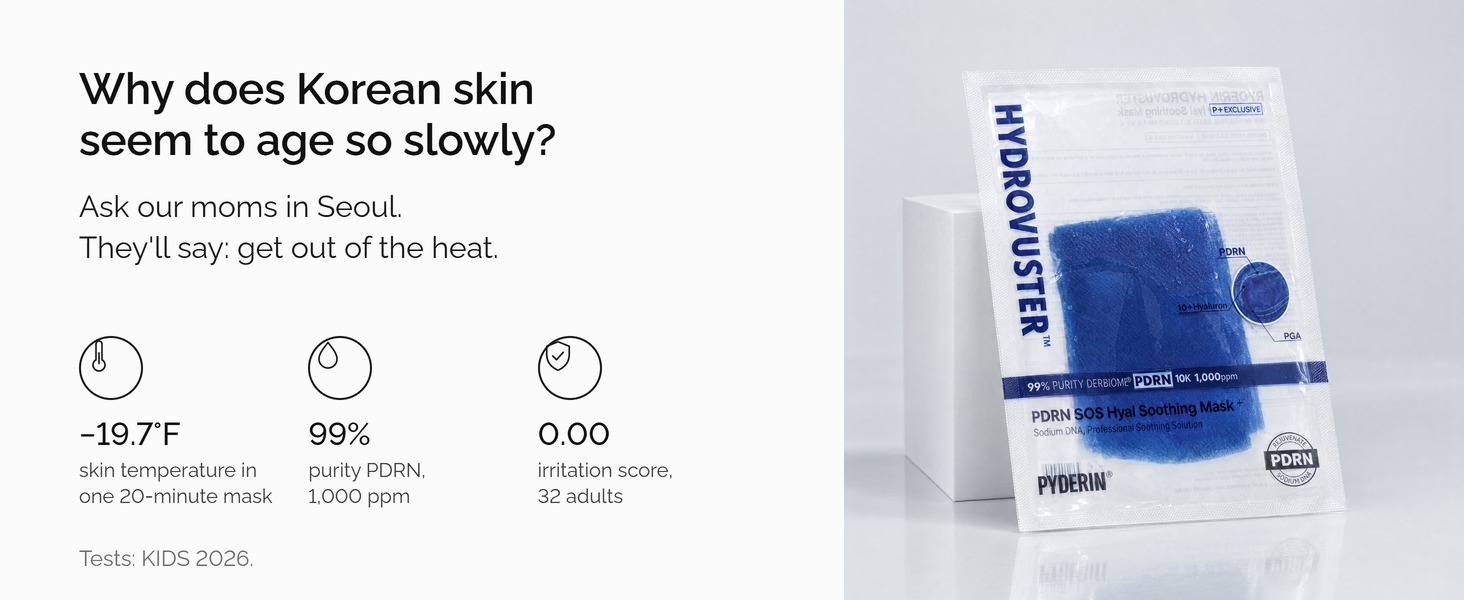 Why does Korean skin
seem to age so slowly?
Ask our moms in Seoul.
They'll say: get out of the heat.
−19.7°F
skin temperature in
one 20-minute mask
99%
purity PDRN,
1,000 ppm
0.00
irritation score,
32 adults
Tests: KIDS 2026.
P+EXCLUSIVE
HYDROVUSTER™
PDRN
10+Hyaluron
PGA
99% PURITY DERBIOME® PDRN 10K 1,000ppm
PDRN SOS Hyal Soothing Mask+
Sodium DNA, Professional Soothing Solution
PYDERIN®
REJUVENATE
PDRN
SODIUM DNA